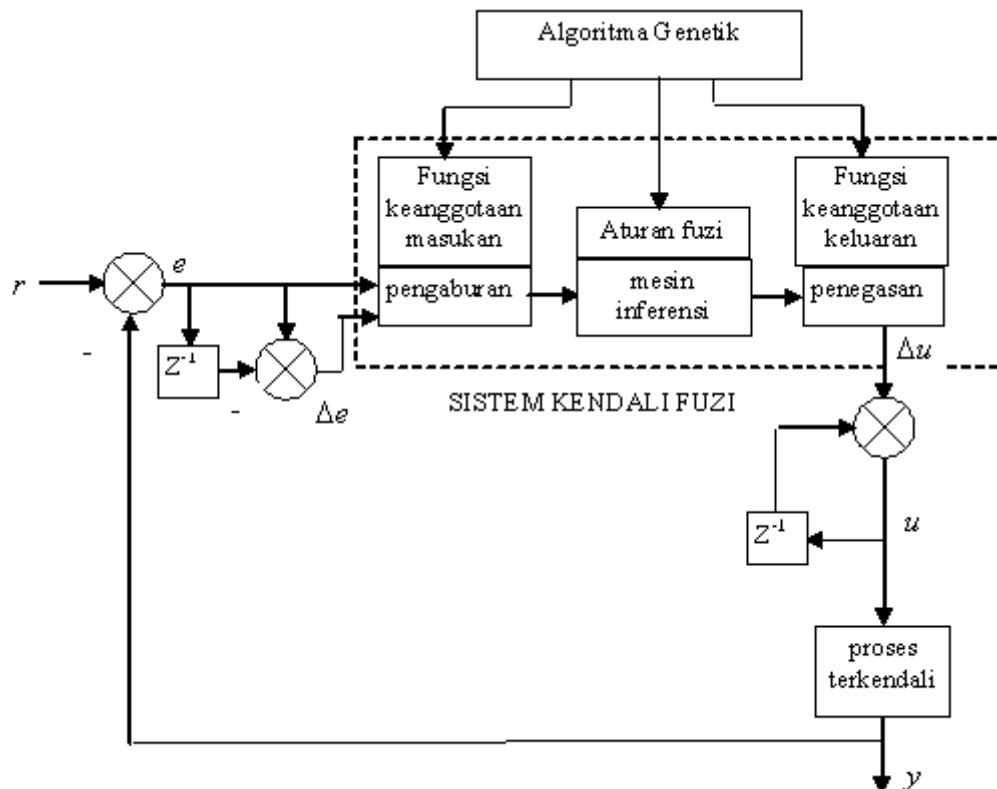 Algoritma Genetik
Fungsi
keanggotaan
masukan
Fungsi
keanggotaan
keluaran
Aturan fuzi
r
e
pengaburan
mesin
inferensi
penegasan
-
Z⁻¹
-
Δe
Δu
SISTEM KENDALI FUZI
Z⁻¹
u
proses
terkendali
y